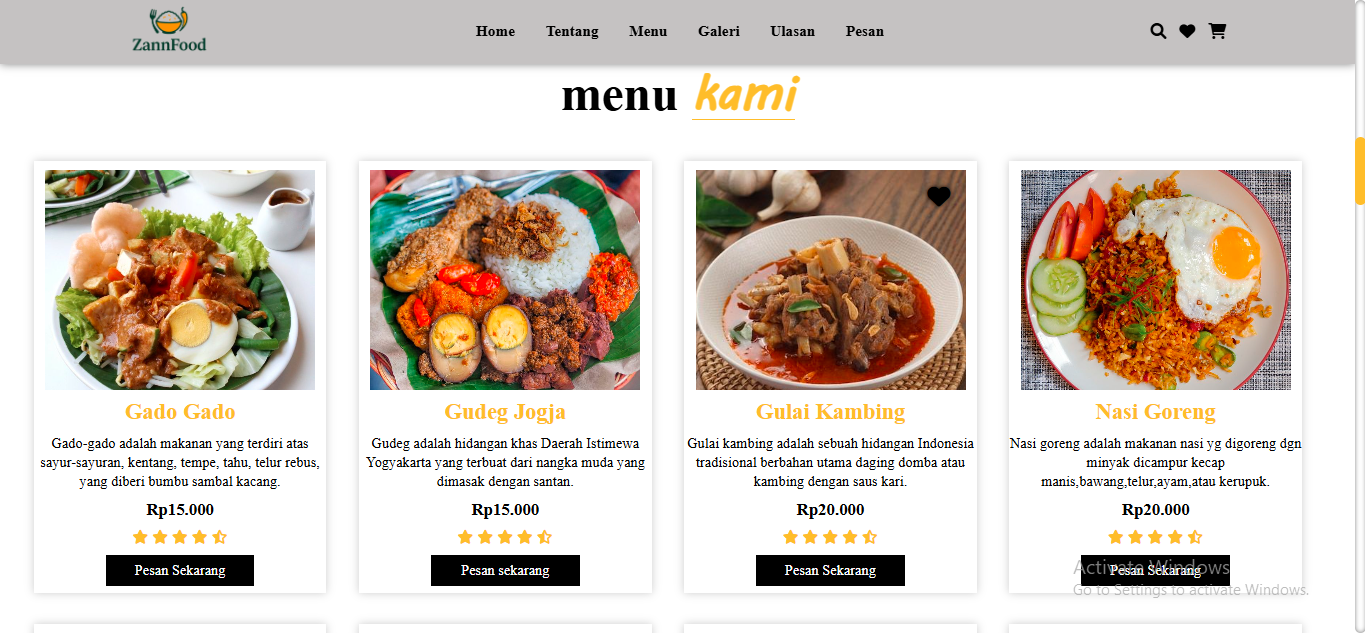 ZannFood
Home Tentang Menu Galeri Ulasan Pesan
menu kami
Gado Gado
Gado-gado adalah makanan yang terdiri atas
sayur-sayuran, kentang, tempe, tahu, telur rebus,
yang diberi bumbu sambal kacang.
Rp15.000
Pesan Sekarang
Gudeg Jogja
Gudeg adalah hidangan khas Daerah Istimewa
Yogyakarta yang terbuat dari nangka muda yang
dimasak dengan santan.
Rp15.000
Pesan sekarang
Gulai Kambing
Gulai kambing adalah sebuah hidangan Indonesia
tradisional berbahan utama daging domba atau
kambing dengan saus kari.
Rp20.000
Pesan Sekarang
Nasi Goreng
Nasi goreng adalah makanan nasi yg digoreng dgn
minyak dicampur kecap
manis,bawang,telur,ayam,atau kerupuk.
Rp20.000
Pesan Sekarang
Activate Windows
Go to Settings to activate Windows.